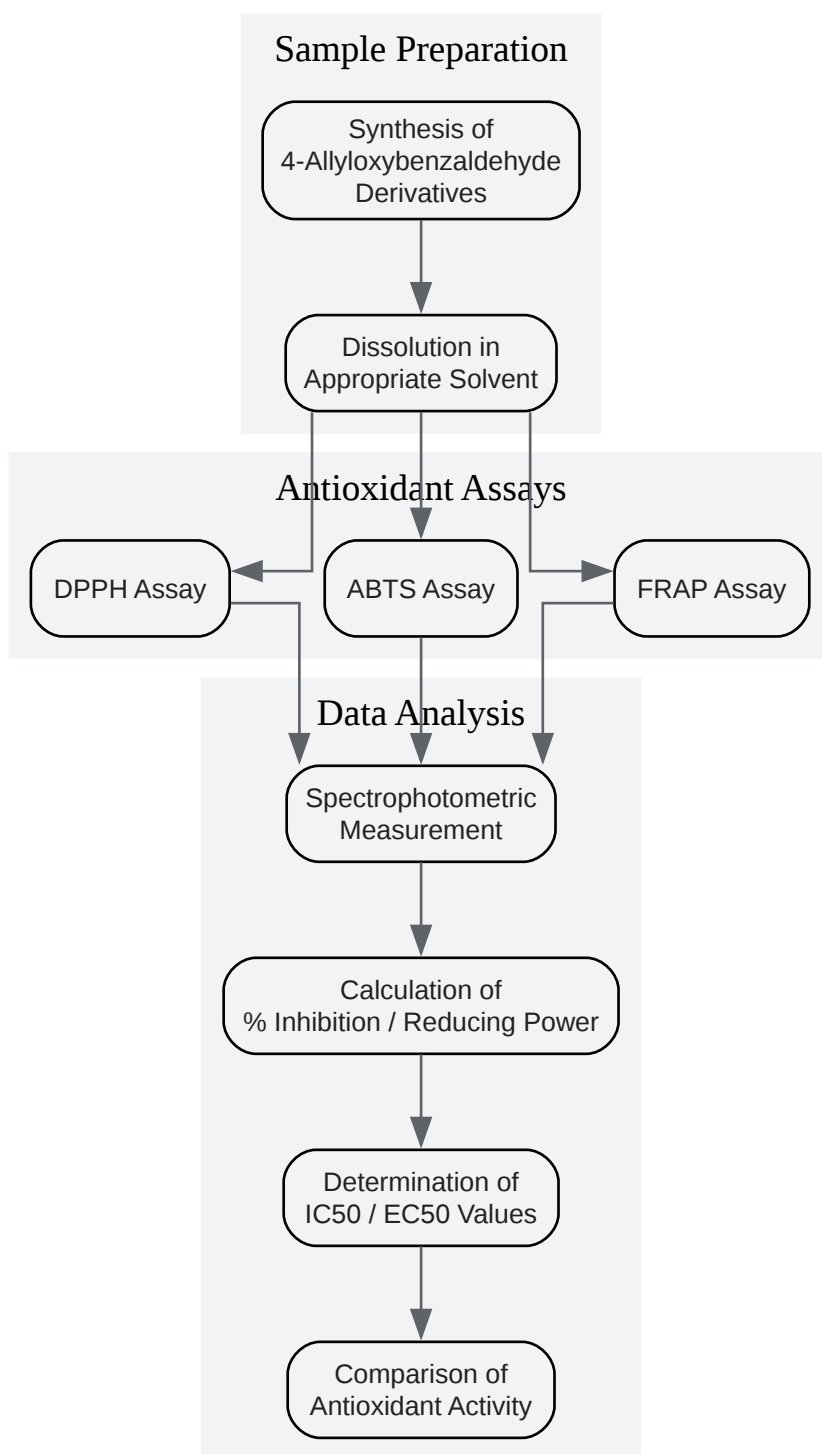 Sample Preparation
Synthesis of
4-Allyloxybenzaldehyde
Derivatives
Dissolution in
Appropriate Solvent
Antioxidant Assays
DPPH Assay
ABTS Assay
FRAP Assay
Data Analysis
Spectrophotometric
Measurement
Calculation of
% Inhibition / Reducing Power
Determination of
IC50 / EC50 Values
Comparison of
Antioxidant Activity